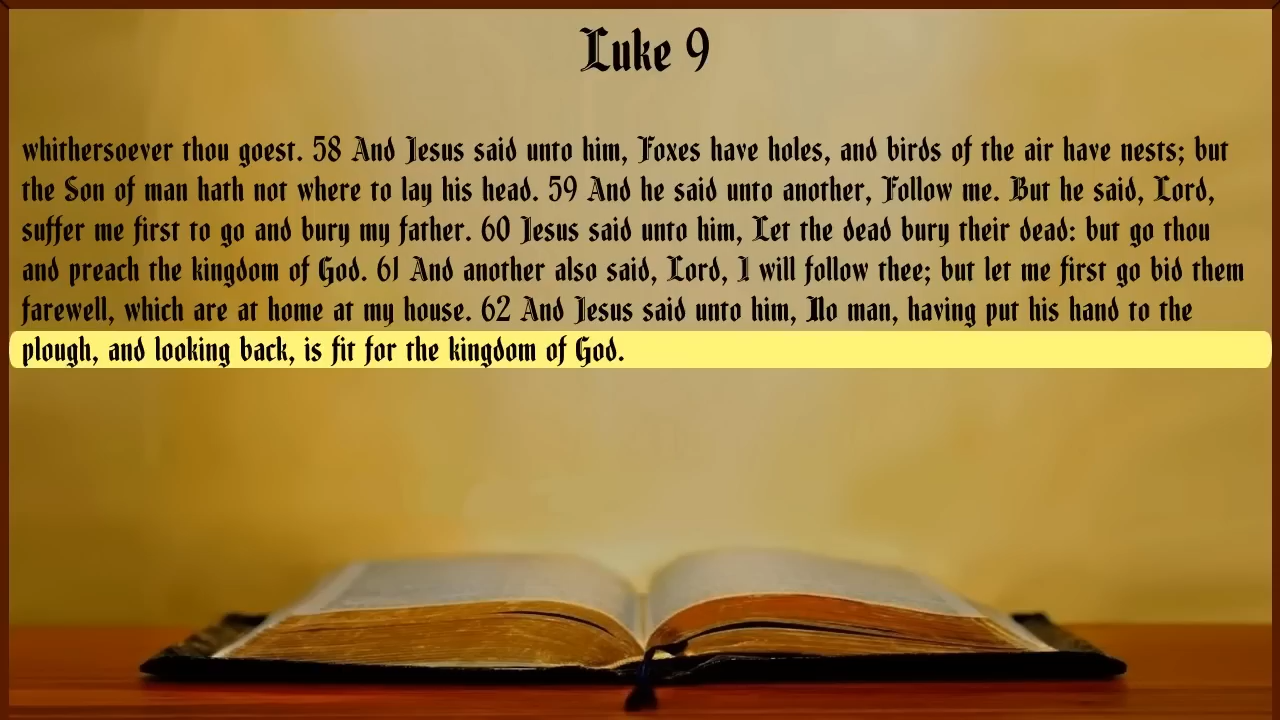 Luke 9
whithersoever thou goest. 58 And Jesus said unto him, Foxes have holes, and birds of the air have nests; but
the Son of man hath not where to lay his head. 59 And he said unto another, Follow me. But he said, Lord,
suffer me first to go and bury my father. 60 Jesus said unto him, Let the dead bury their dead: but go thou
and preach the kingdom of God. 61 And another also said, Lord, I will follow thee; but let me first go bid them
farewell, which are at home at my house. 62 And Jesus said unto him, No man, having put his hand to the
plough, and looking back, is fit for the kingdom of God.